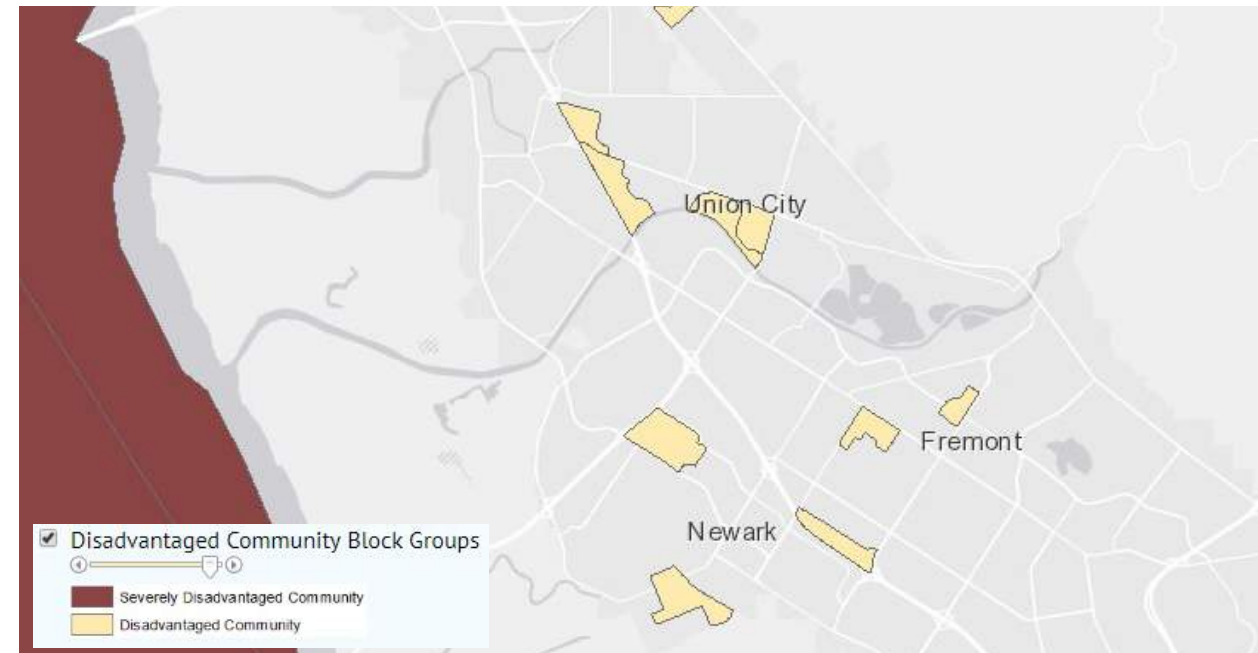 Union City
Fremont
Newark
Disadvantaged Community Block Groups
Severely Disadvantaged Community
Disadvantaged Community